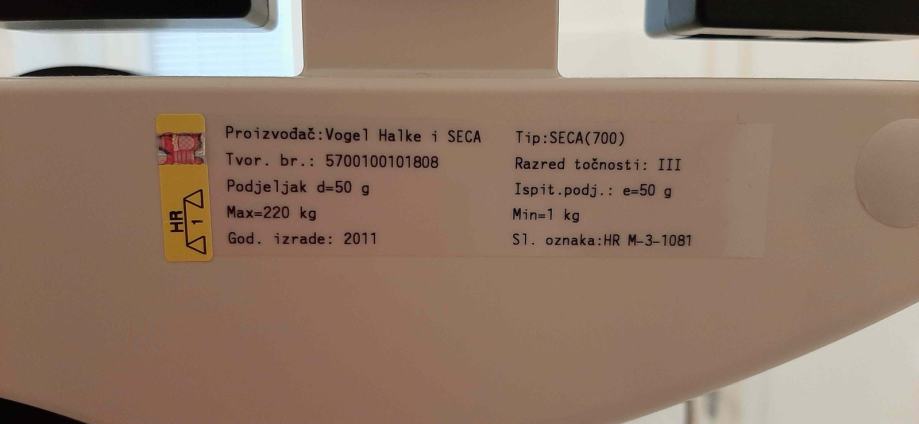 Proizvođač:Vogel Halke i SECA
Tvor. br.: 5700100101808
Podjeljak d=50 g
Max=220 kg
God. izrade: 2011
Tip:SECA(700)
Razred točnosti: III
Ispit.podj.: e=50 g
Min=1 kg
Sl. oznaka:HR M-3-1081
HR
1